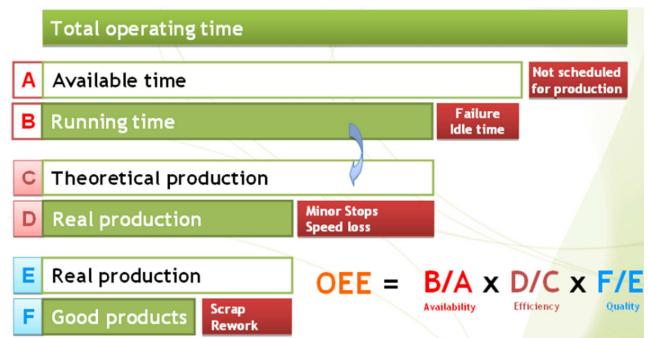 Total operating time
A Available time
Not scheduled
for production
B Running time
Failure
Idle time
C Theoretical production
D Real production
Minor Stops
Speed loss
E Real production
OEE = B/A x D/C x F/E
Availability Efficiency Quality
F Good products
Scrap
Rework